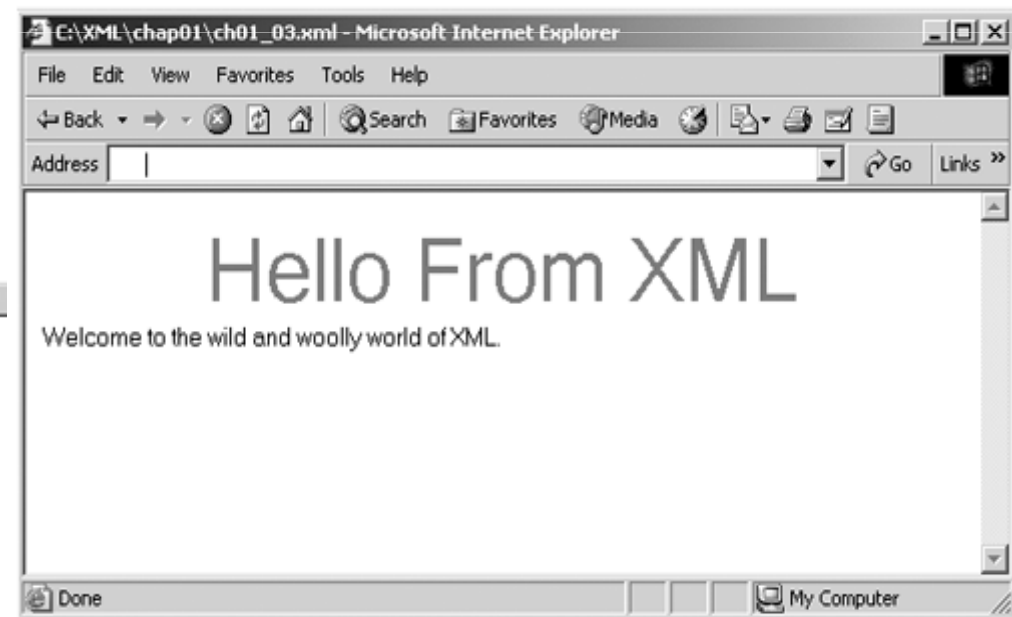 C:\XML\chap01\ch01_03.xml - Microsoft Internet Explorer
File Edit View Favorites Tools Help
Back Search Favorites Media
Address Go Links »
Hello From XML
Welcome to the wild and woolly world of XML.
Done My Computer